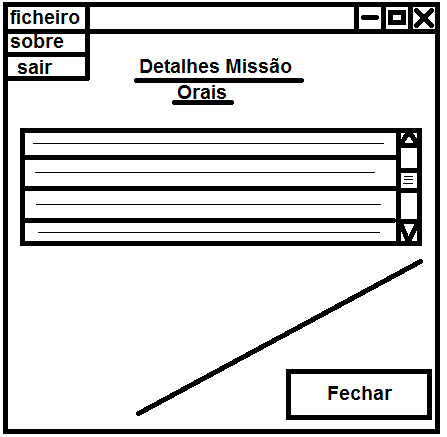 ficheiro
sobre
sair
Detalhes Missão
Orais
Fechar